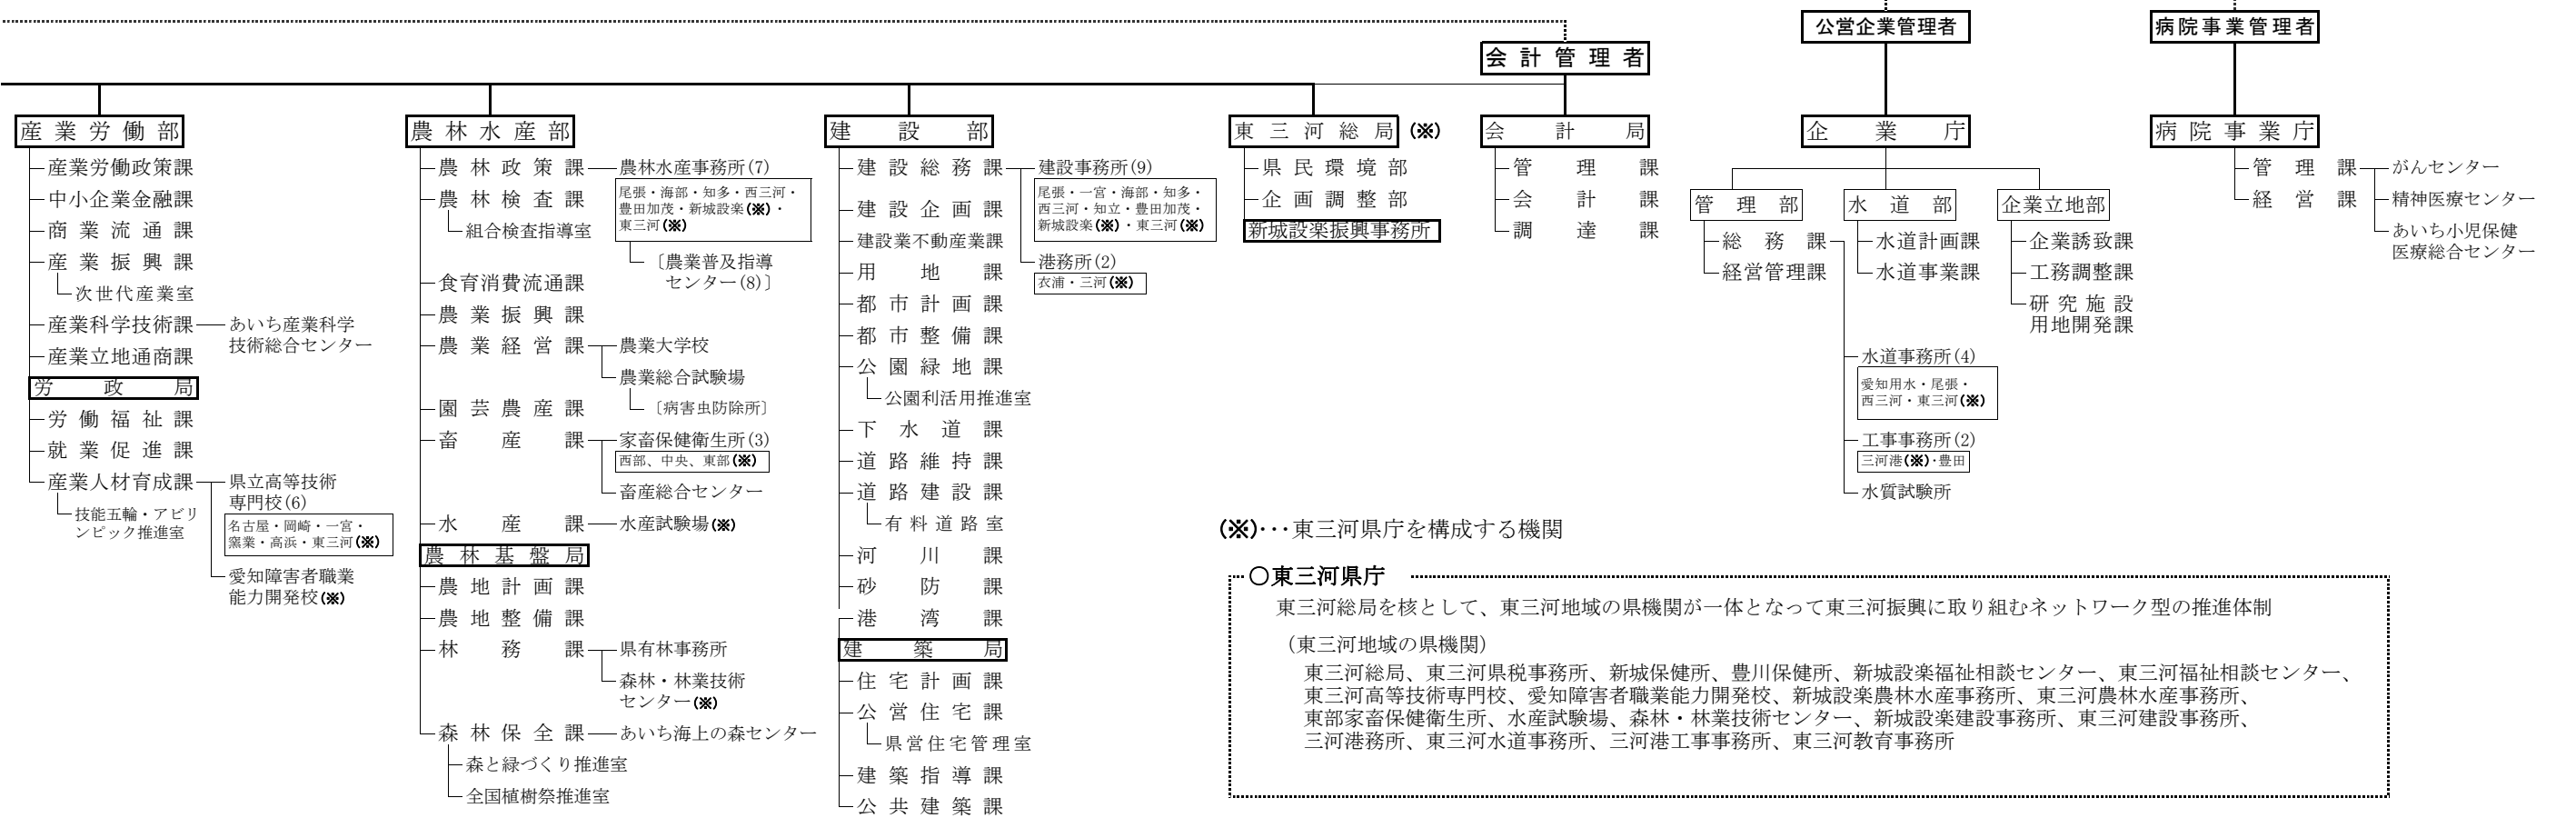 会計管理者
公営企業管理者
病院事業管理者
産業労働部
産業労働政策課
中小企業金融課
商業流通課
産業振興課
次世代産業室
産業科学技術課
あいち産業科学
技術総合センター
産業立地通商課
労政局
労働福祉課
就業促進課
産業人材育成課
技能五輪・アビリ
ンピック推進室
県立高等技術
専門校(6)
名古屋・岡崎・一宮・
窯業・高浜・東三河(※)
愛知障害者職業
能力開発校(※)
農林水産部
農林政策課
農林水産事務所(7)
尾張・海部・知多・西三河・
豊田加茂・新城設楽(※)・
東三河(※)
〔農業普及指導
センター(8)〕
農林検査課
組合検査指導室
食育消費流通課
農業振興課
農業経営課
農業大学校
農業総合試験場
〔病害虫防除所〕
園芸農産課
畜産課
家畜保健衛生所(3)
西部、中央、東部(※)
畜産総合センター
水産課
水産試験場(※)
農林基盤局
農地計画課
農地整備課
林務課
県有林事務所
森林・林業技術
センター(※)
森林保全課
あいち海上の森センター
森と緑づくり推進室
全国植樹祭推進室
建設部
建設総務課
建設事務所(9)
尾張・一宮・海部・知多・
西三河・知立・豊田加茂・
新城設楽(※)・東三河(※)
港務所(2)
衣浦・三河(※)
建設企画課
建設業不動産業課
用地課
都市計画課
都市整備課
公園緑地課
公園利活用推進室
下水道課
道路維持課
道路建設課
有料道路室
河川課
砂防課
港湾課
建築局
住宅計画課
公営住宅課
県営住宅管理室
建築指導課
公共建築課
東三河総局(※)
県民環境部
企画調整部
新城設楽振興事務所
会計局
管理課
会計課
調達課
企業庁
管理部
総務課
経営管理課
水道部
水道計画課
水道事業課
企業立地部
企業誘致課
工務調整課
研究施設
用地開発課
水道事務所(4)
愛知用水・尾張・
西三河・東三河(※)
工事事務所(2)
三河港(※)・豊田
水質試験所
病院事業庁
管理課
経営課
がんセンター
精神医療センター
あいち小児保健
医療総合センター
(※)･･･東三河県庁を構成する機関
○東三河県庁
東三河総局を核として、東三河地域の県機関が一体となって東三河振興に取り組むネットワーク型の推進体制
（東三河地域の県機関）
東三河総局、東三河県税事務所、新城保健所、豊川保健所、新城設楽福祉相談センター、東三河福祉相談センター、
東三河高等技術専門校、愛知障害者職業能力開発校、新城設楽農林水産事務所、東三河農林水産事務所、
東部家畜保健衛生所、水産試験場、森林・林業技術センター、新城設楽建設事務所、東三河建設事務所、
三河港務所、東三河水道事務所、三河港工事事務所、東三河教育事務所